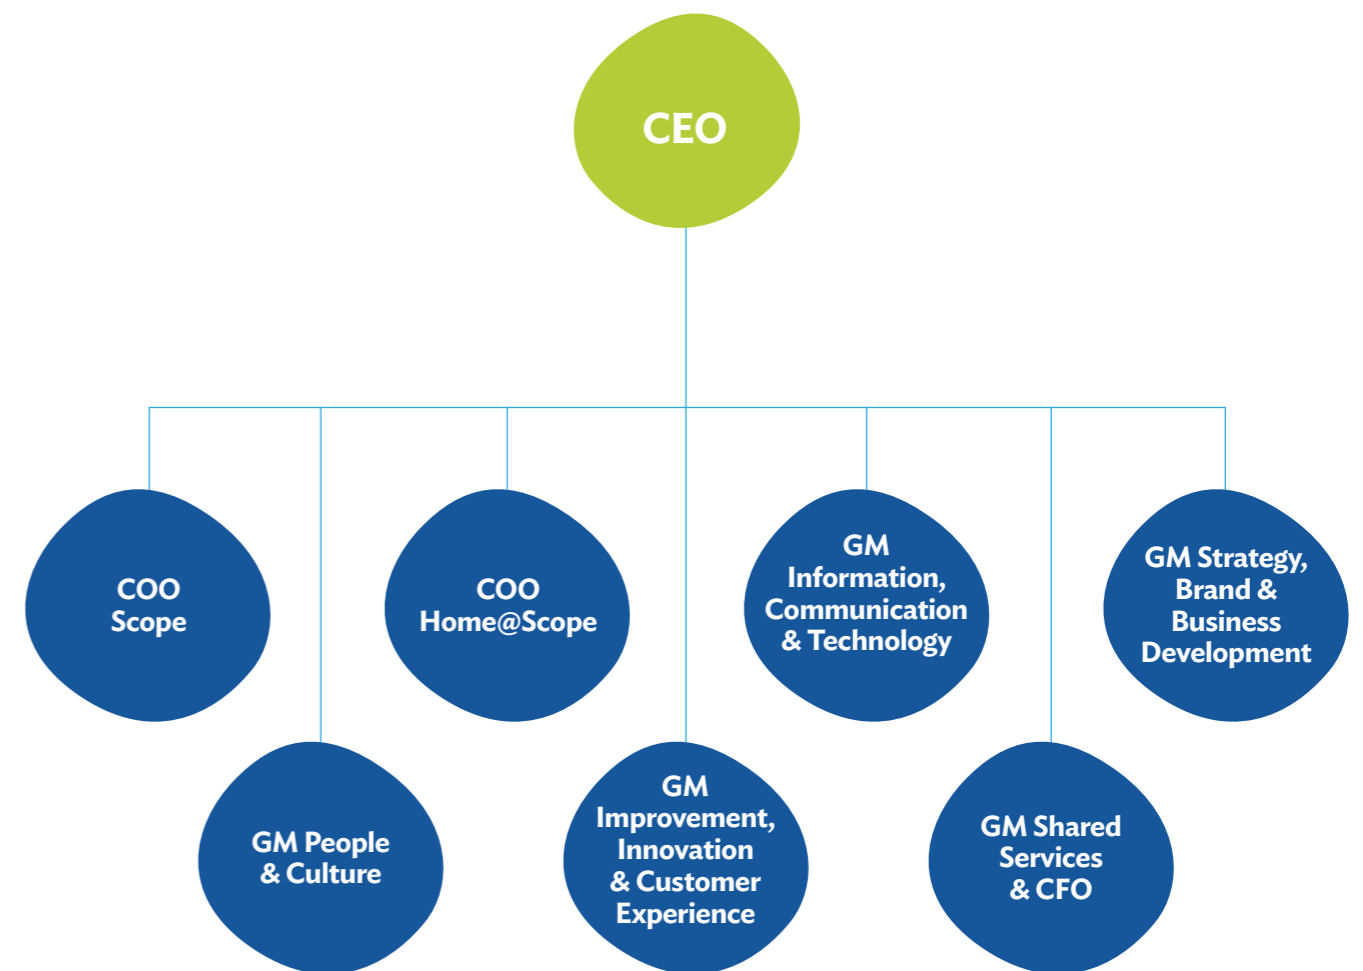 CEO
COO
Scope
COO
Home@Scope
GM
Information,
Communication
& Technology
GM Strategy,
Brand &
Business
Development
GM People
& Culture
GM
Improvement,
Innovation
& Customer
Experience
GM Shared
Services
& CFO